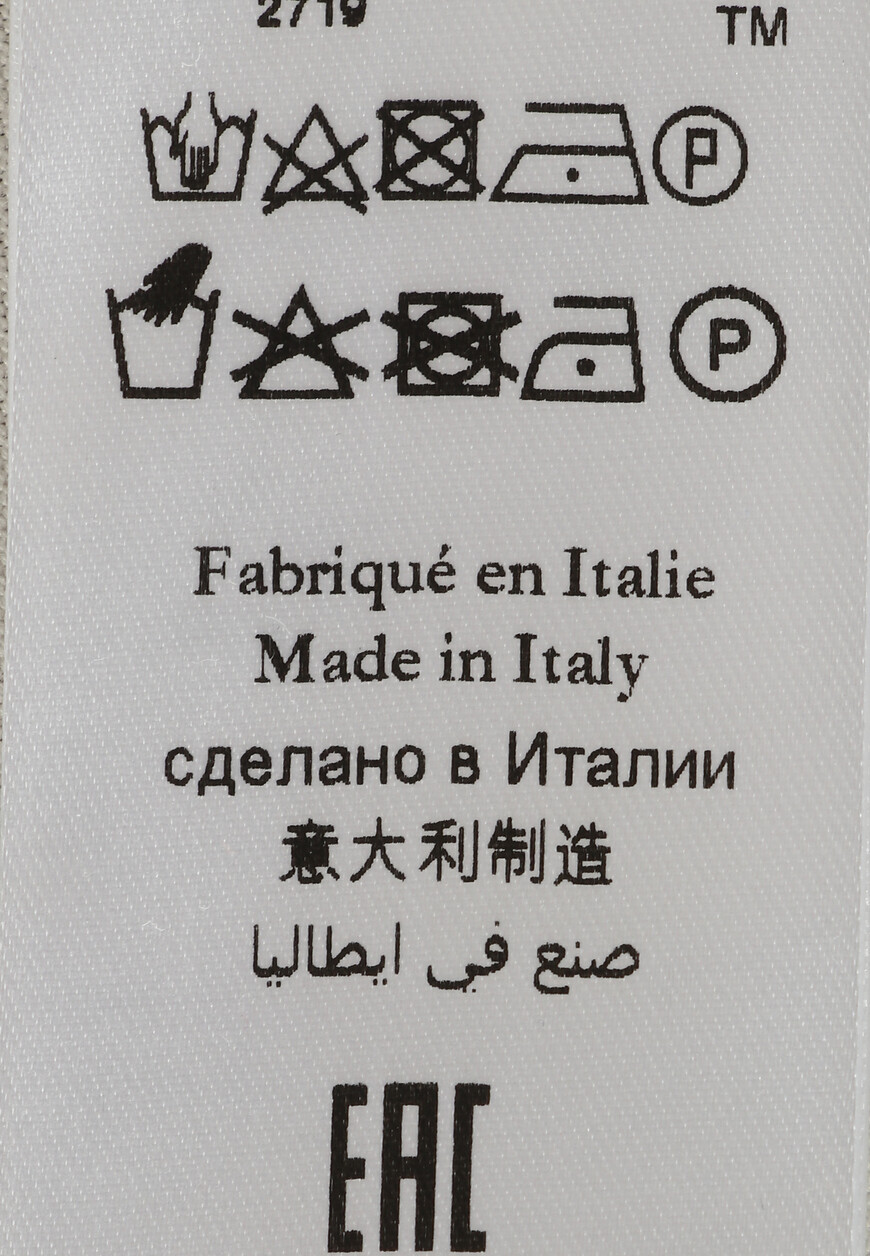 2719
TM
P
P
Fabriqué en Italie
Made in Italy
сделано в Италии
意大利制造
صنع في ايطاليا
EAC